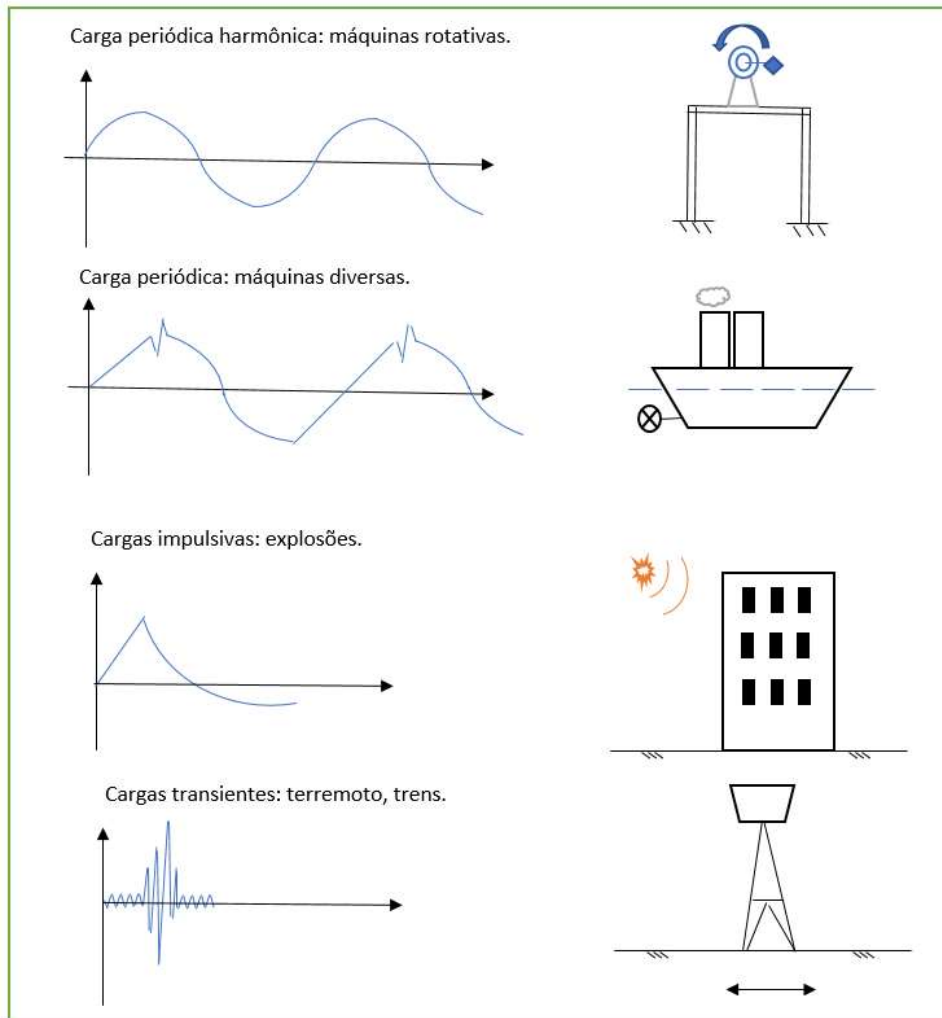 Carga periódica harmônica: máquinas rotativas.
Carga periódica: máquinas diversas.
Cargas impulsivas: explosões.
Cargas transientes: terremoto, trens.